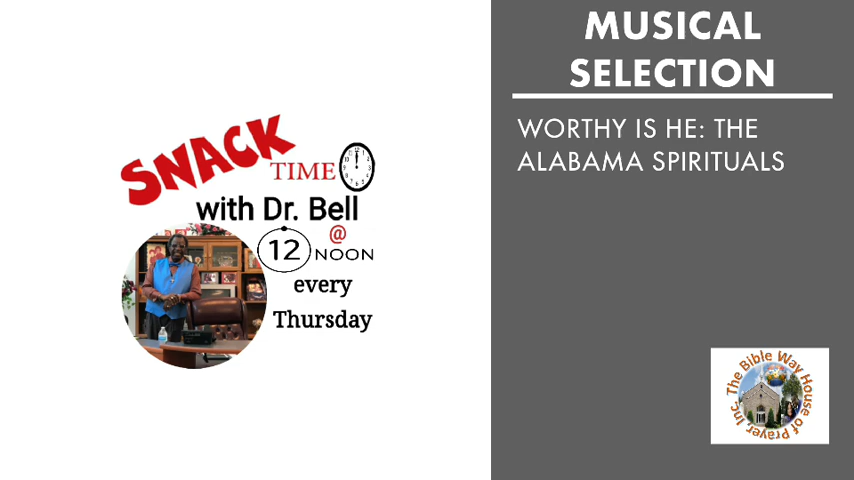 SNACK
TIME
with Dr. Bell
@
12 NOON
every
Thursday
MUSICAL
SELECTION
WORTHY IS HE: THE
ALABAMA SPIRITUALS
The Bible Way House of Prayer, Inc.